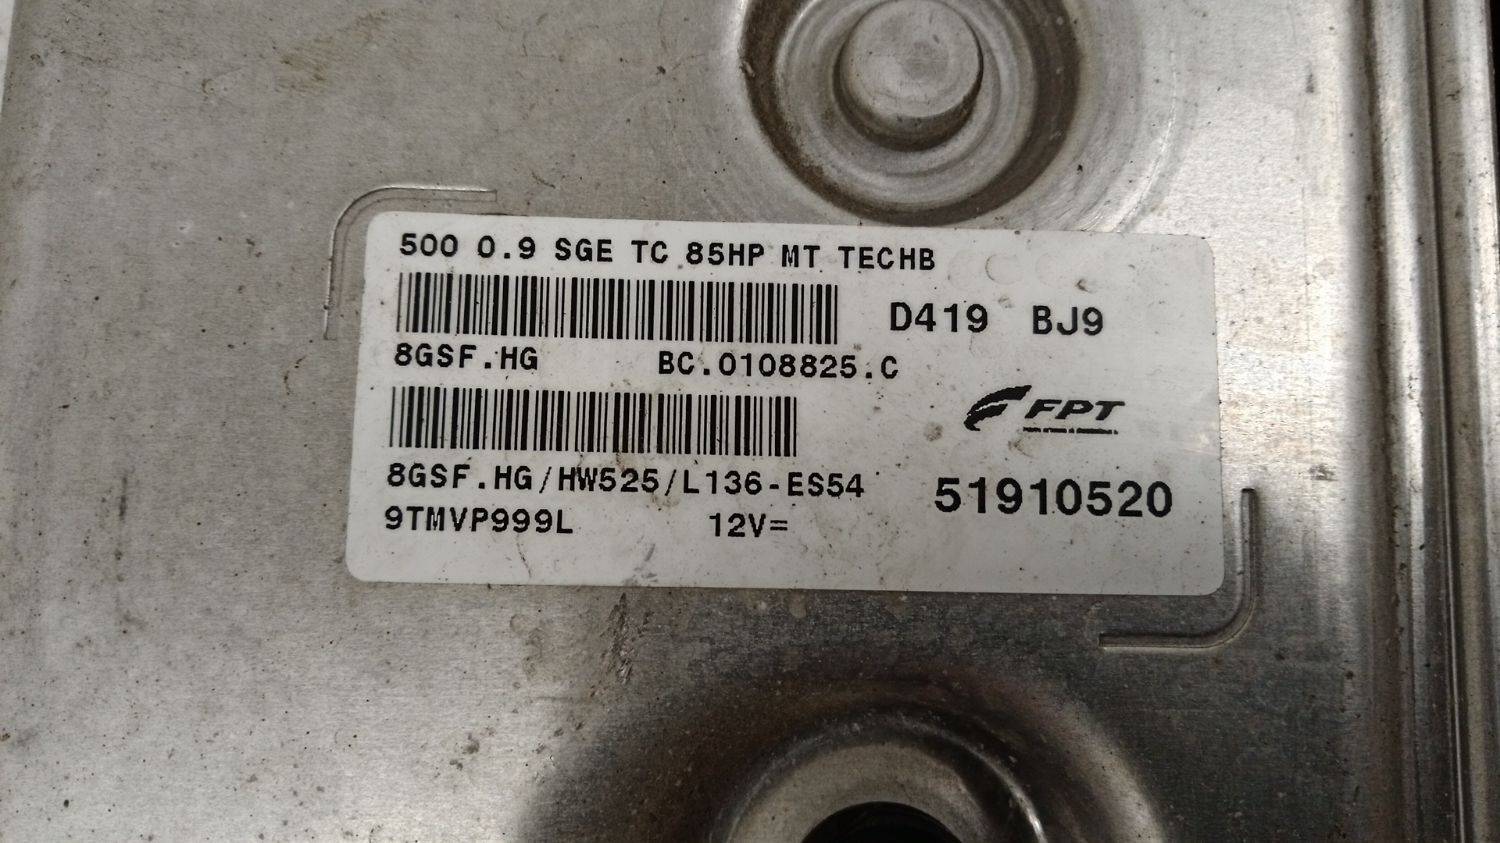 500 0.9 SGE TC 85HP MT TECHB
D419 BJ9
8GSF.HG BC.0108825.C
FPT
8GSF.HG/HW525/L136-ES54
51910520
9TMVP999L 12V=